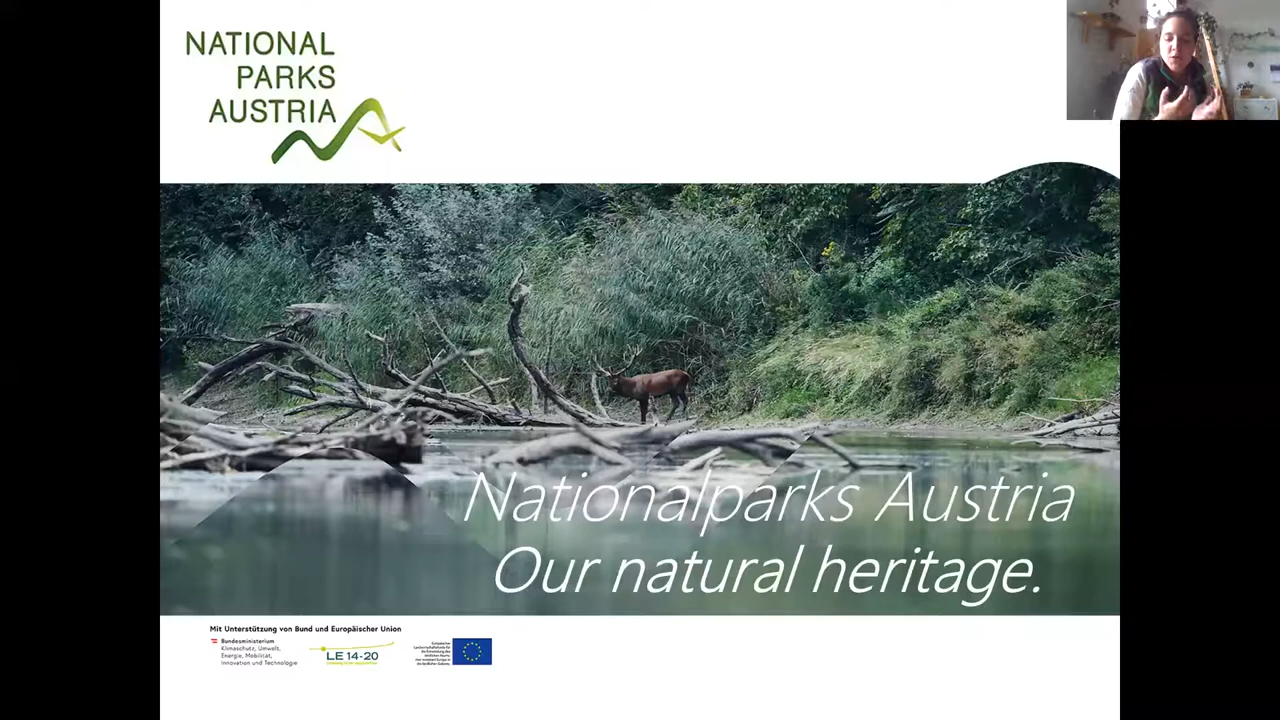 NATIONAL
PARKS
AUSTRIA
Nationalparks Austria
Our natural heritage.
Mit Unterstützung von Bund und Europäischer Union
Bundesministerium
Klimaschutz, Umwelt,
Energie, Mobilität,
Innovation und Technologie
LE 14-20